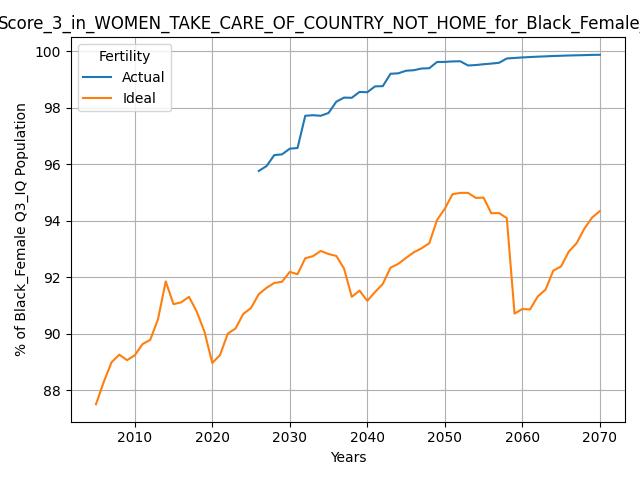 Score_3_in_WOMEN_TAKE_CARE_OF_COUNTRY_NOT_HOME_for_Black_Female_
Fertility
Actual
Ideal
% of Black_Female Q3_IQ Population
100
98
96
94
92
90
88
2010 2020 2030 2040 2050 2060 2070
Years